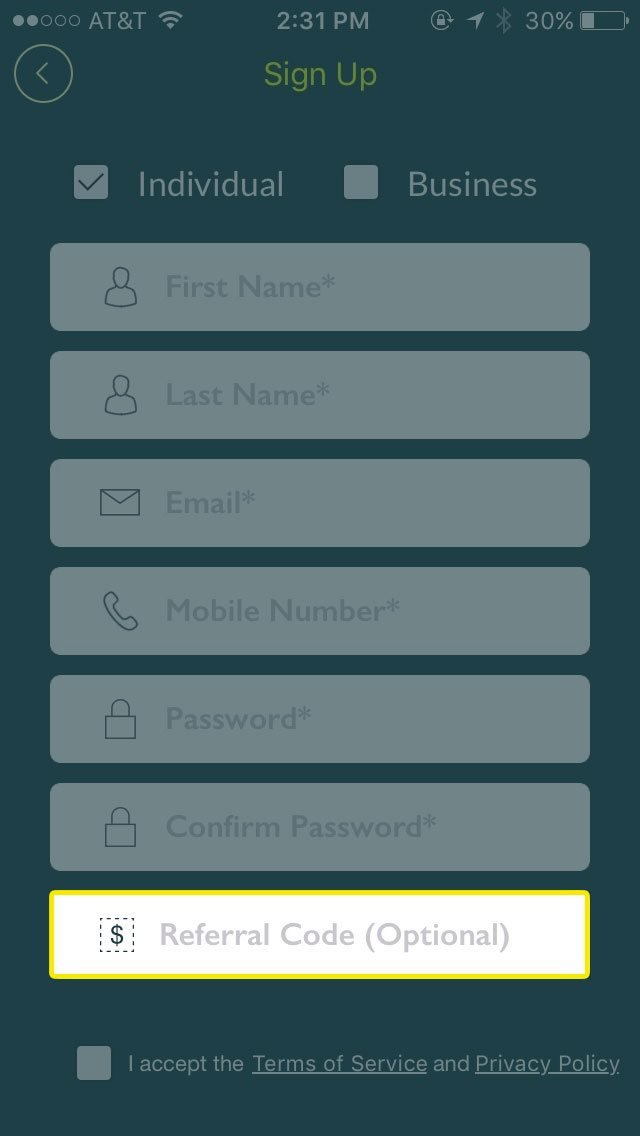 AT&T 2:31 PM 30%
Sign Up
Individual Business
First Name*
Last Name*
Email*
Mobile Number*
Password*
Confirm Password*
$ Referral Code (Optional)
I accept the Terms of Service and Privacy Policy